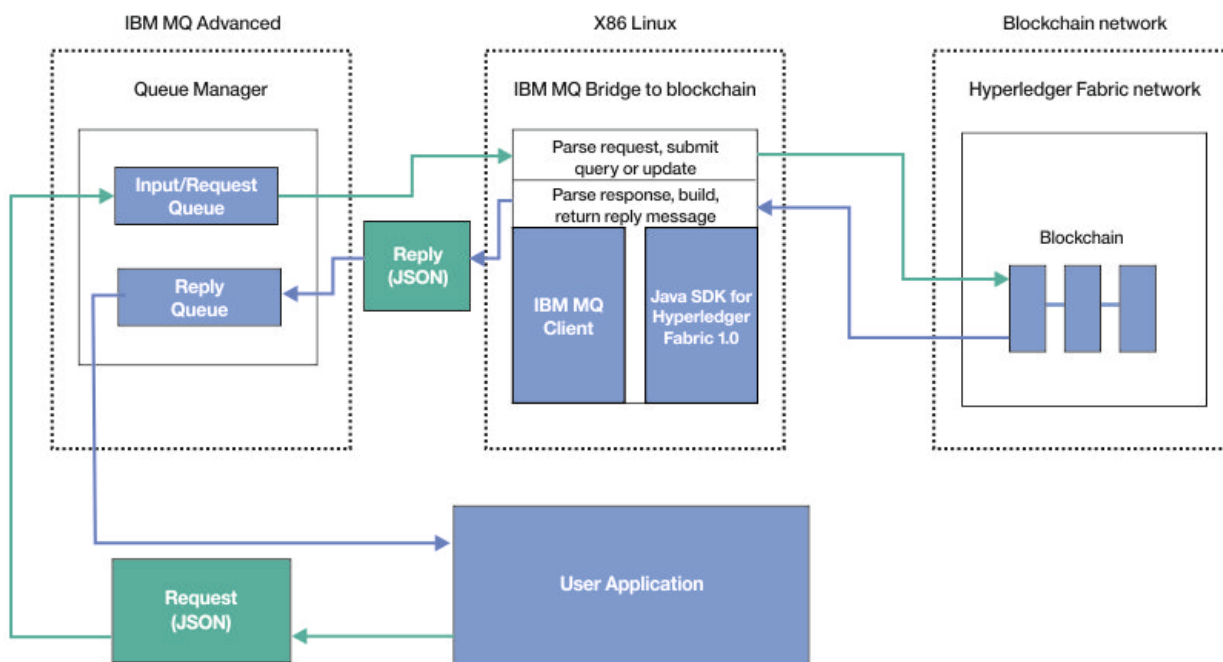 IBM MQ Advanced
X86 Linux
Blockchain network
Queue Manager
IBM MQ Bridge to blockchain
Hyperledger Fabric network
Parse request, submit
query or update
Input/Request
Queue
Parse response, build,
return reply message
Reply
(JSON)
Blockchain
Reply
Queue
IBM MQ
Client
Java SDK for
Hyperledger
Fabric 1.0
User Application
Request
(JSON)